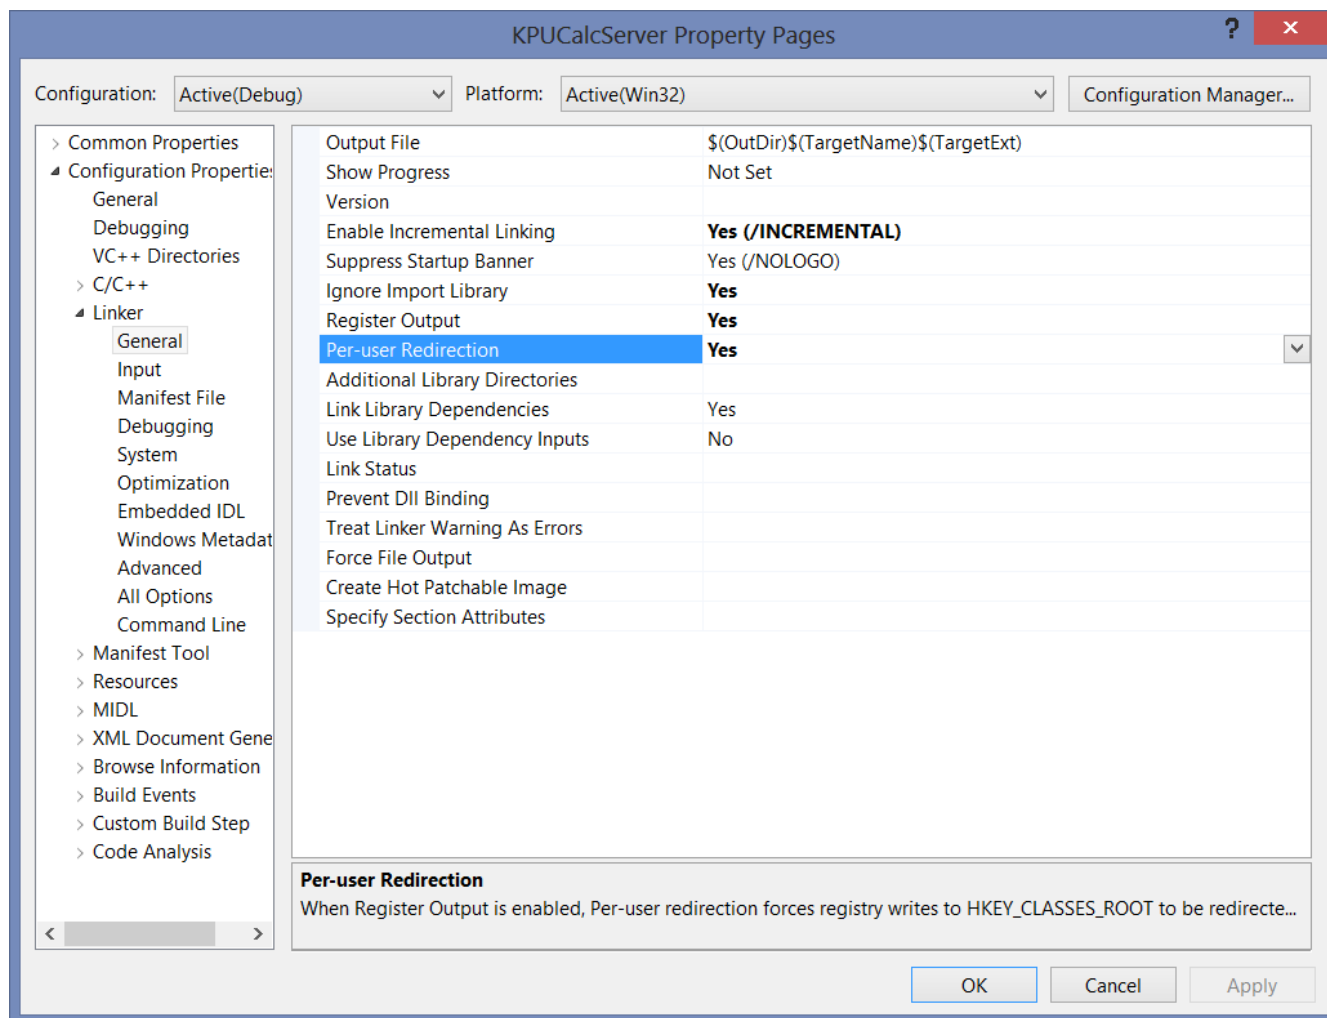 KPUCalcServer Property Pages
?
Configuration: Active(Debug) Platform: Active(Win32) Configuration Manager...
Common Properties
Configuration Properties
General
Debugging
VC++ Directories
C/C++
Linker
General
Input
Manifest File
Debugging
System
Optimization
Embedded IDL
Windows Metadat
Advanced
All Options
Command Line
Manifest Tool
Resources
MIDL
XML Document Gene
Browse Information
Build Events
Custom Build Step
Code Analysis
Output File $(OutDir)$(TargetName)$(TargetExt)
Show Progress Not Set
Version
Enable Incremental Linking Yes (/INCREMENTAL)
Suppress Startup Banner Yes (/NOLOGO)
Ignore Import Library Yes
Register Output Yes
Per-user Redirection Yes
Additional Library Directories
Link Library Dependencies Yes
Use Library Dependency Inputs No
Link Status
Prevent Dll Binding
Treat Linker Warning As Errors
Force File Output
Create Hot Patchable Image
Specify Section Attributes
Per-user Redirection
When Register Output is enabled, Per-user redirection forces registry writes to HKEY_CLASSES_ROOT to be redirecte...
OK Cancel Apply